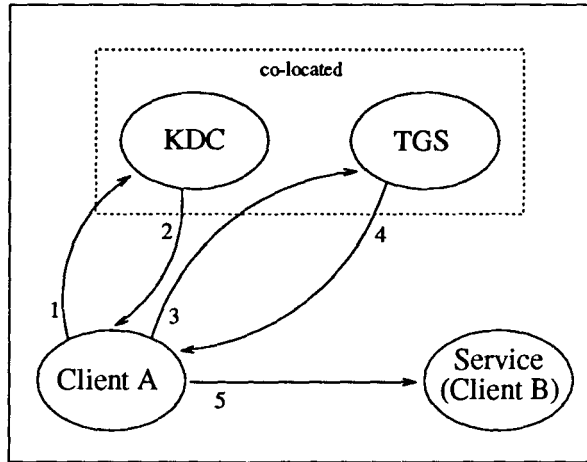 co-located
KDC
TGS
2
4
1
3
Client A
Service
(Client B)
5